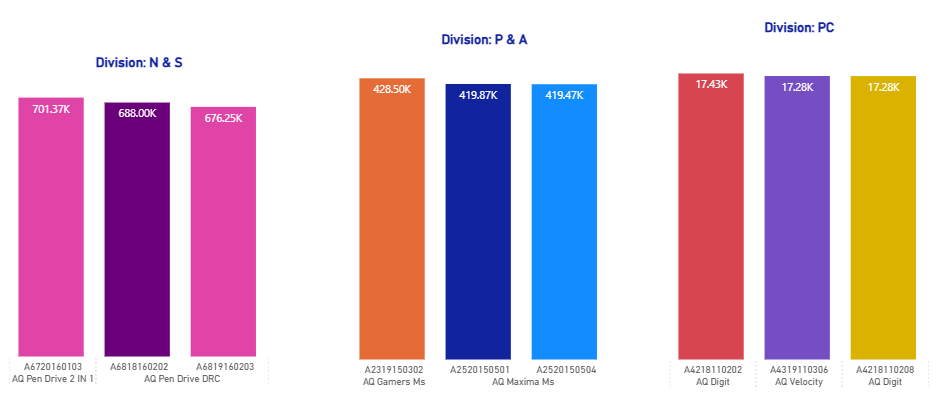 Division: N & S
701.37K
688.00K
676.25K
A6720160103
A6818160202
A6819160203
AQ Pen Drive 2 IN 1
AQ Pen Drive DRC
Division: P & A
428.50K
419.87K
419.47K
A2319150302
A2520150501
A2520150504
AQ Gamers Ms
AQ Maxima Ms
Division: PC
17.43K
17.28K
17.28K
A4218110202
A4319110306
A4218110208
AQ Digit
AQ Velocity
AQ Digit